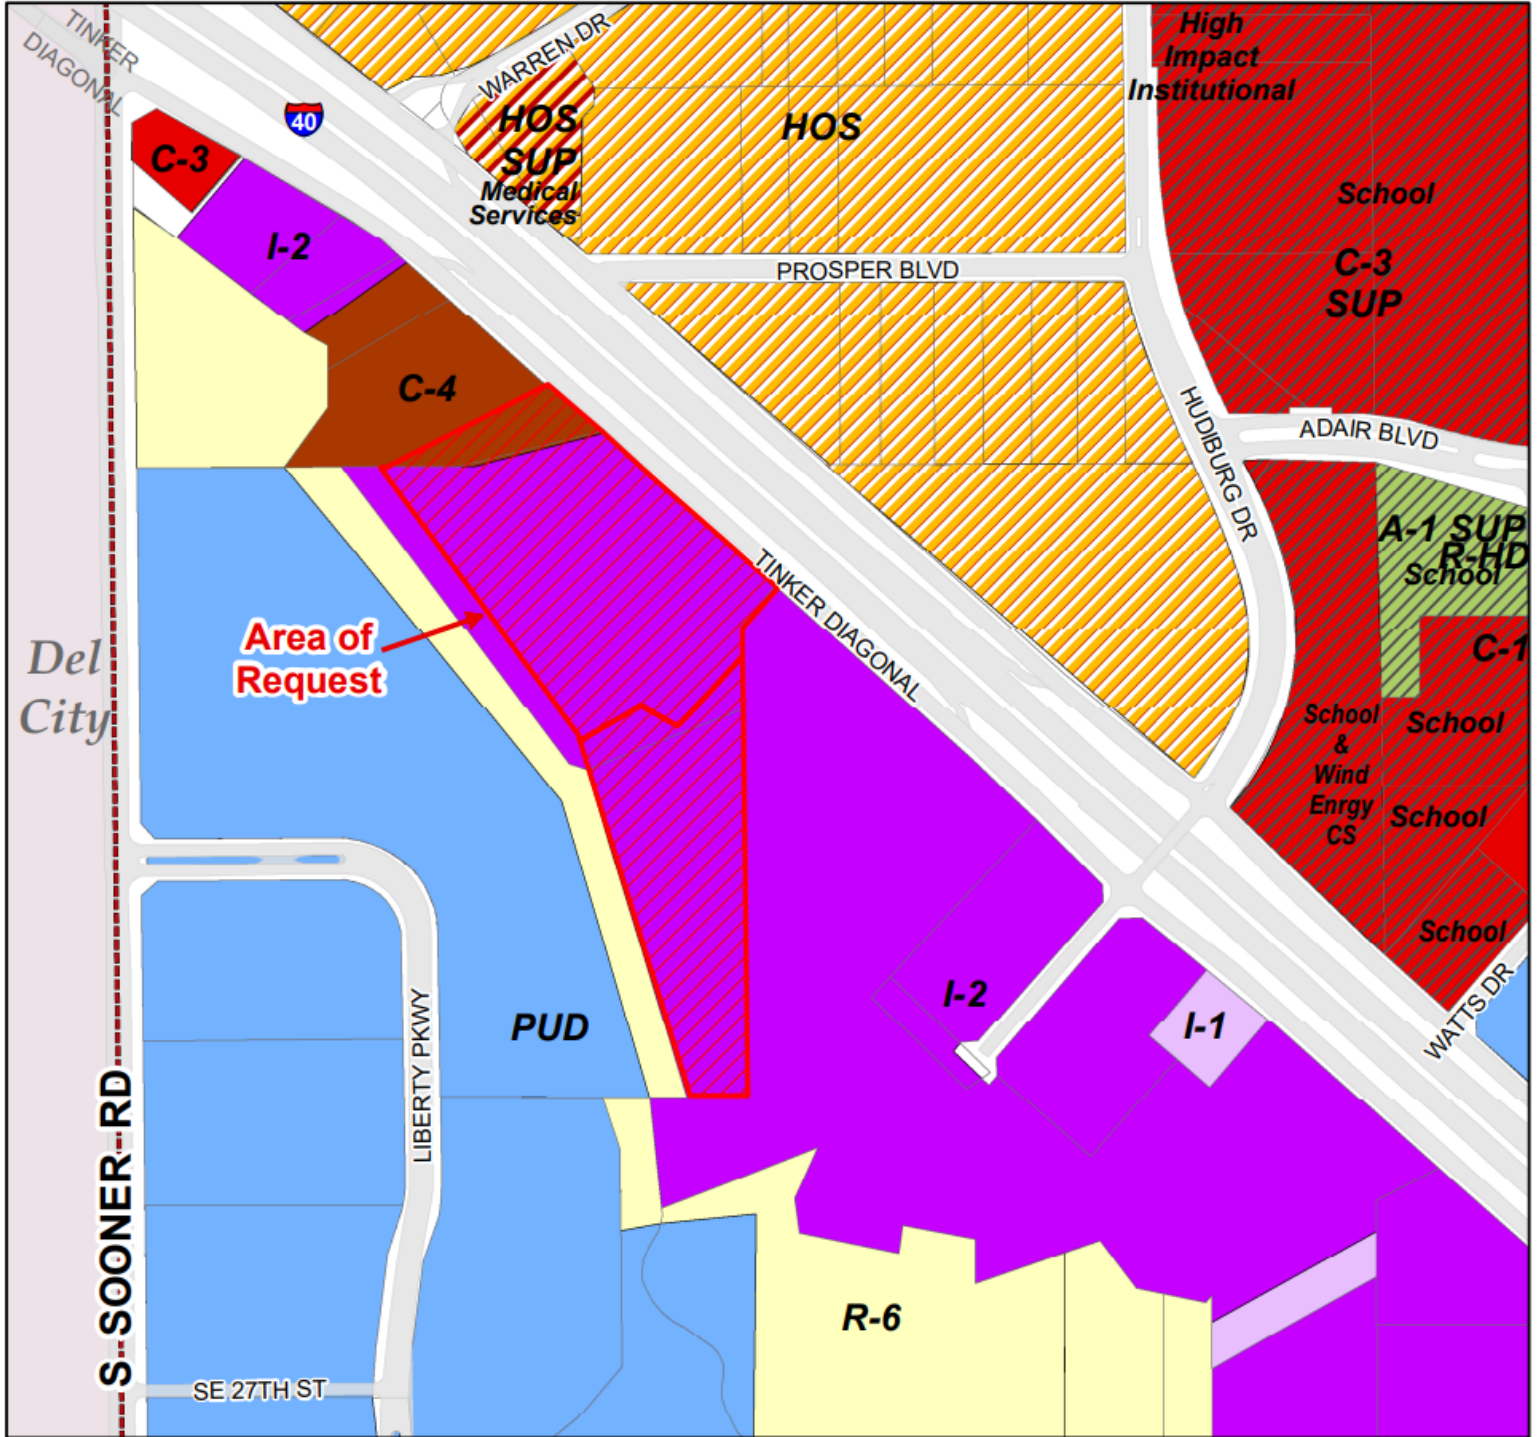 TINKER
DIAGONAL
40
WARREN DR
High
Impact
Institutional
C-3
HOS
SUP
Medical
Services
HOS
School
I-2
PROSPER BLVD
C-3
SUP
C-4
HUDIBURG DR
ADAIR BLVD
A-1 SUP
R-HD
School
TINKER DIAGONAL
Area of
Request
Del
City
C-1
School
&
Wind
Enrgy
CS
School
School
School
I-2
I-1
WATTS DR
PUD
LIBERTY PKWY
S SOONER RD
R-6
SE 27TH ST